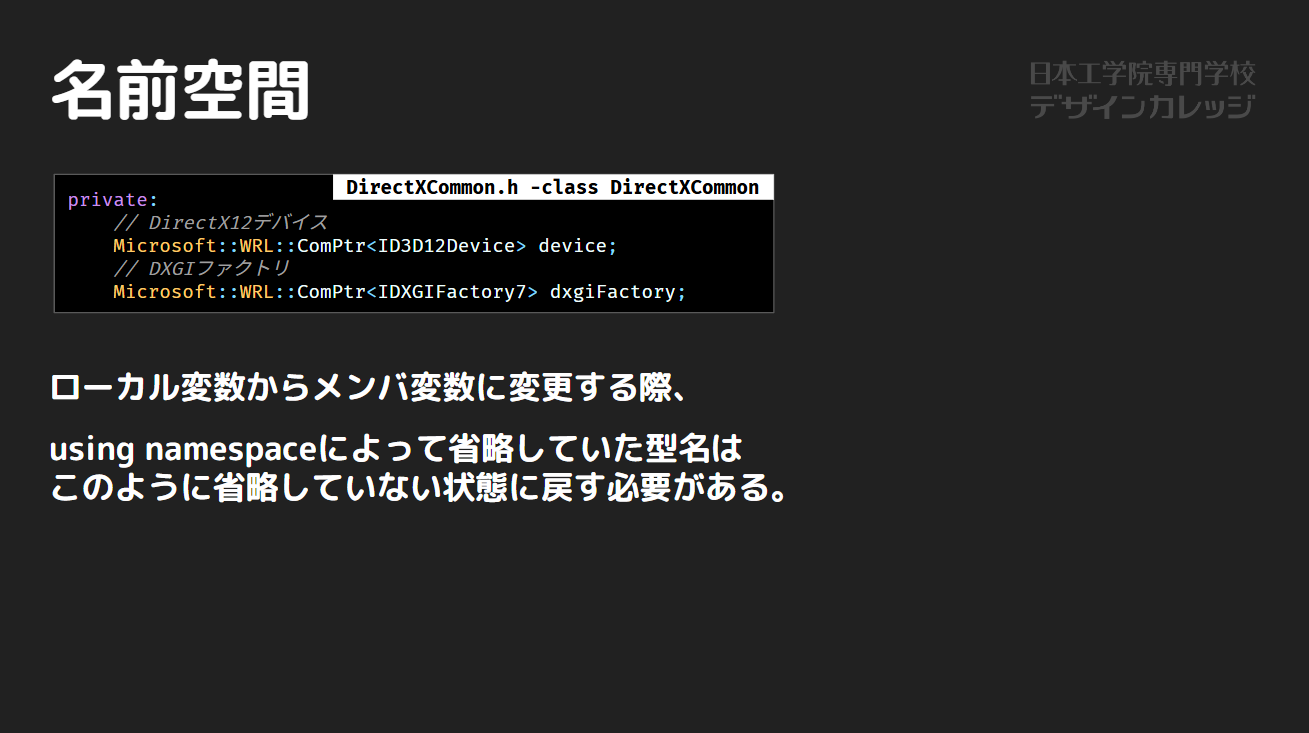 名前空間
日本工学院専門学校
デザインカレッジ
DirectXCommon.h -class DirectXCommon
private:
// DirectX12デバイス
Microsoft::WRL::ComPtr<ID3D12Device> device;
// DXGIファクトリ
Microsoft::WRL::ComPtr<IDXGIFactory7> dxgiFactory;
ローカル変数からメンバ変数に変更する際、
using namespaceによって省略していた型名は
このように省略していない状態に戻す必要がある。